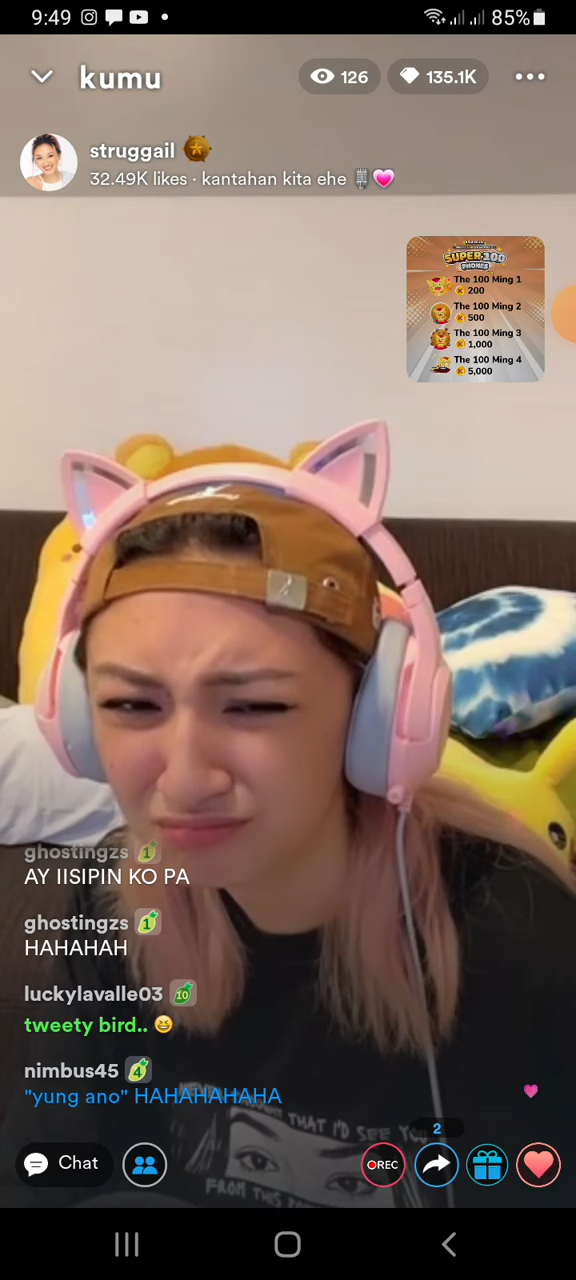 9:49
85%
kumu
126
135.1K
struggail
32.49K likes · kantahan kita ehe
SUPER 100
PHONES
The 100 Ming 1
200
The 100 Ming 2
500
The 100 Ming 3
1,000
The 100 Ming 4
5,000
ghostingzs 1
AY IISIPIN KO PA
ghostingzs 1
HAHAHAH
luckylavalle03 10
tweety bird..
nimbus45 4
"yung ano" HAHAHAHAHA
THAT I'D SEE YOU
FROM THIS
2
Chat
REC